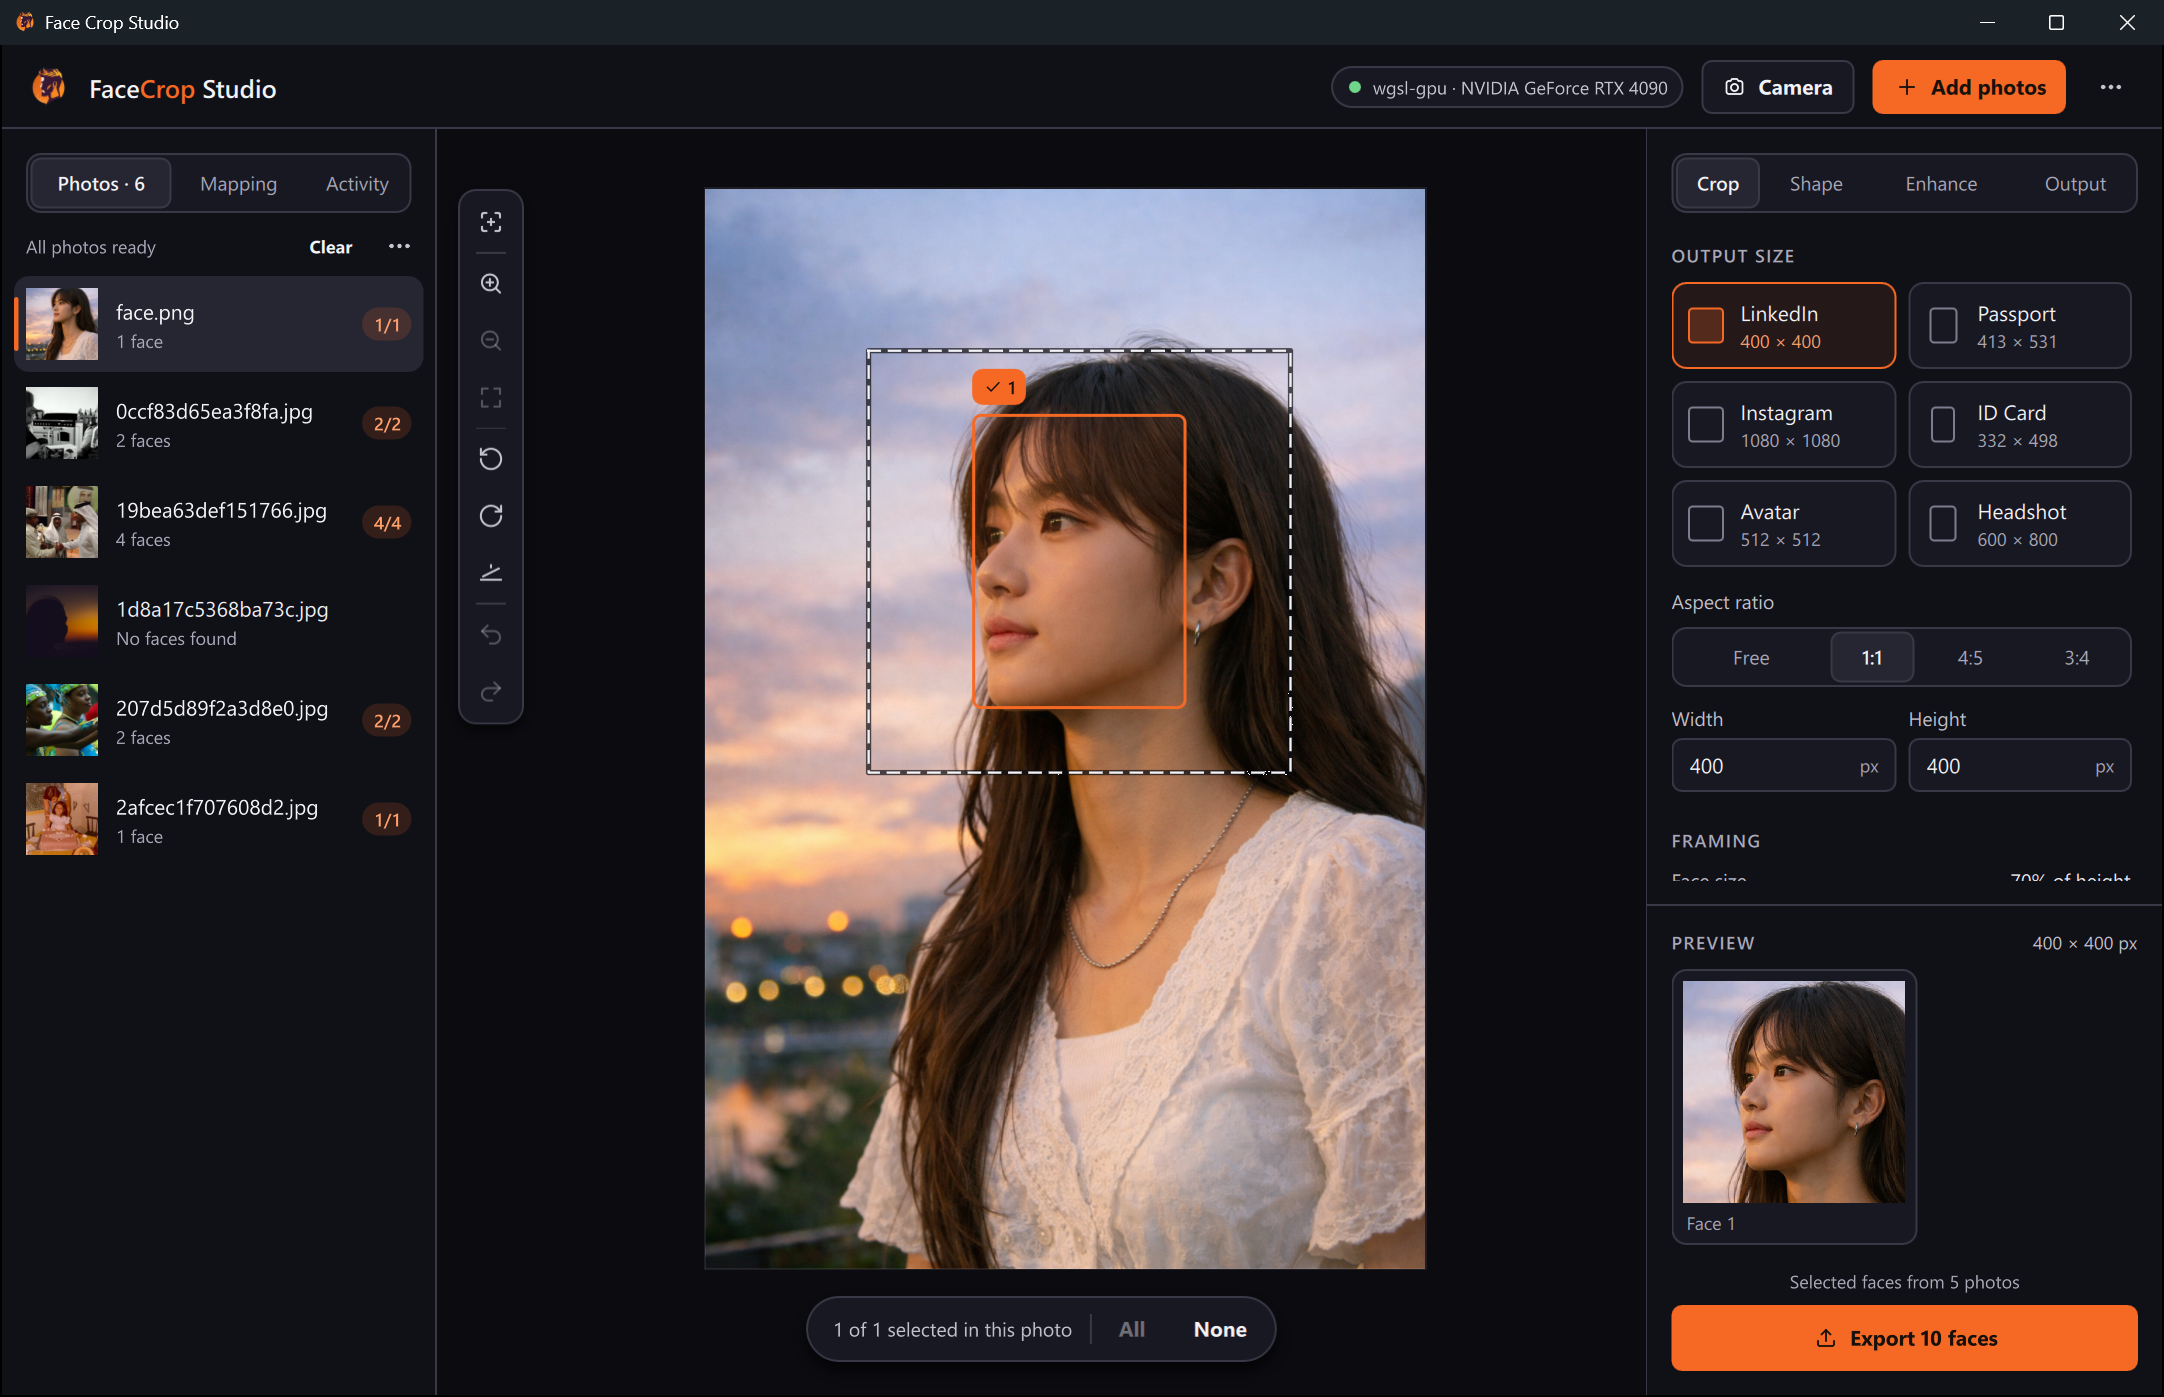 Face Crop Studio
FaceCrop Studio
wgsl-gpu · NVIDIA GeForce RTX 4090
Camera
+ Add photos
Photos · 6
Mapping
Activity
All photos ready
Clear
face.png
1 face
1/1
0ccf83d65ea3f8fa.jpg
2 faces
2/2
19bea63def151766.jpg
4 faces
4/4
1d8a17c5368ba73c.jpg
No faces found
207d5d89f2a3d8e0.jpg
2 faces
2/2
2afcec1f707608d2.jpg
1 face
1/1
1
1 of 1 selected in this photo
All
None
Crop
Shape
Enhance
Output
OUTPUT SIZE
LinkedIn
400 × 400
Passport
413 × 531
Instagram
1080 × 1080
ID Card
332 × 498
Avatar
512 × 512
Headshot
600 × 800
Aspect ratio
Free
1:1
4:5
3:4
Width
Height
400 px
400 px
FRAMING
Face size
70% of height
PREVIEW
400 × 400 px
Face 1
Selected faces from 5 photos
Export 10 faces